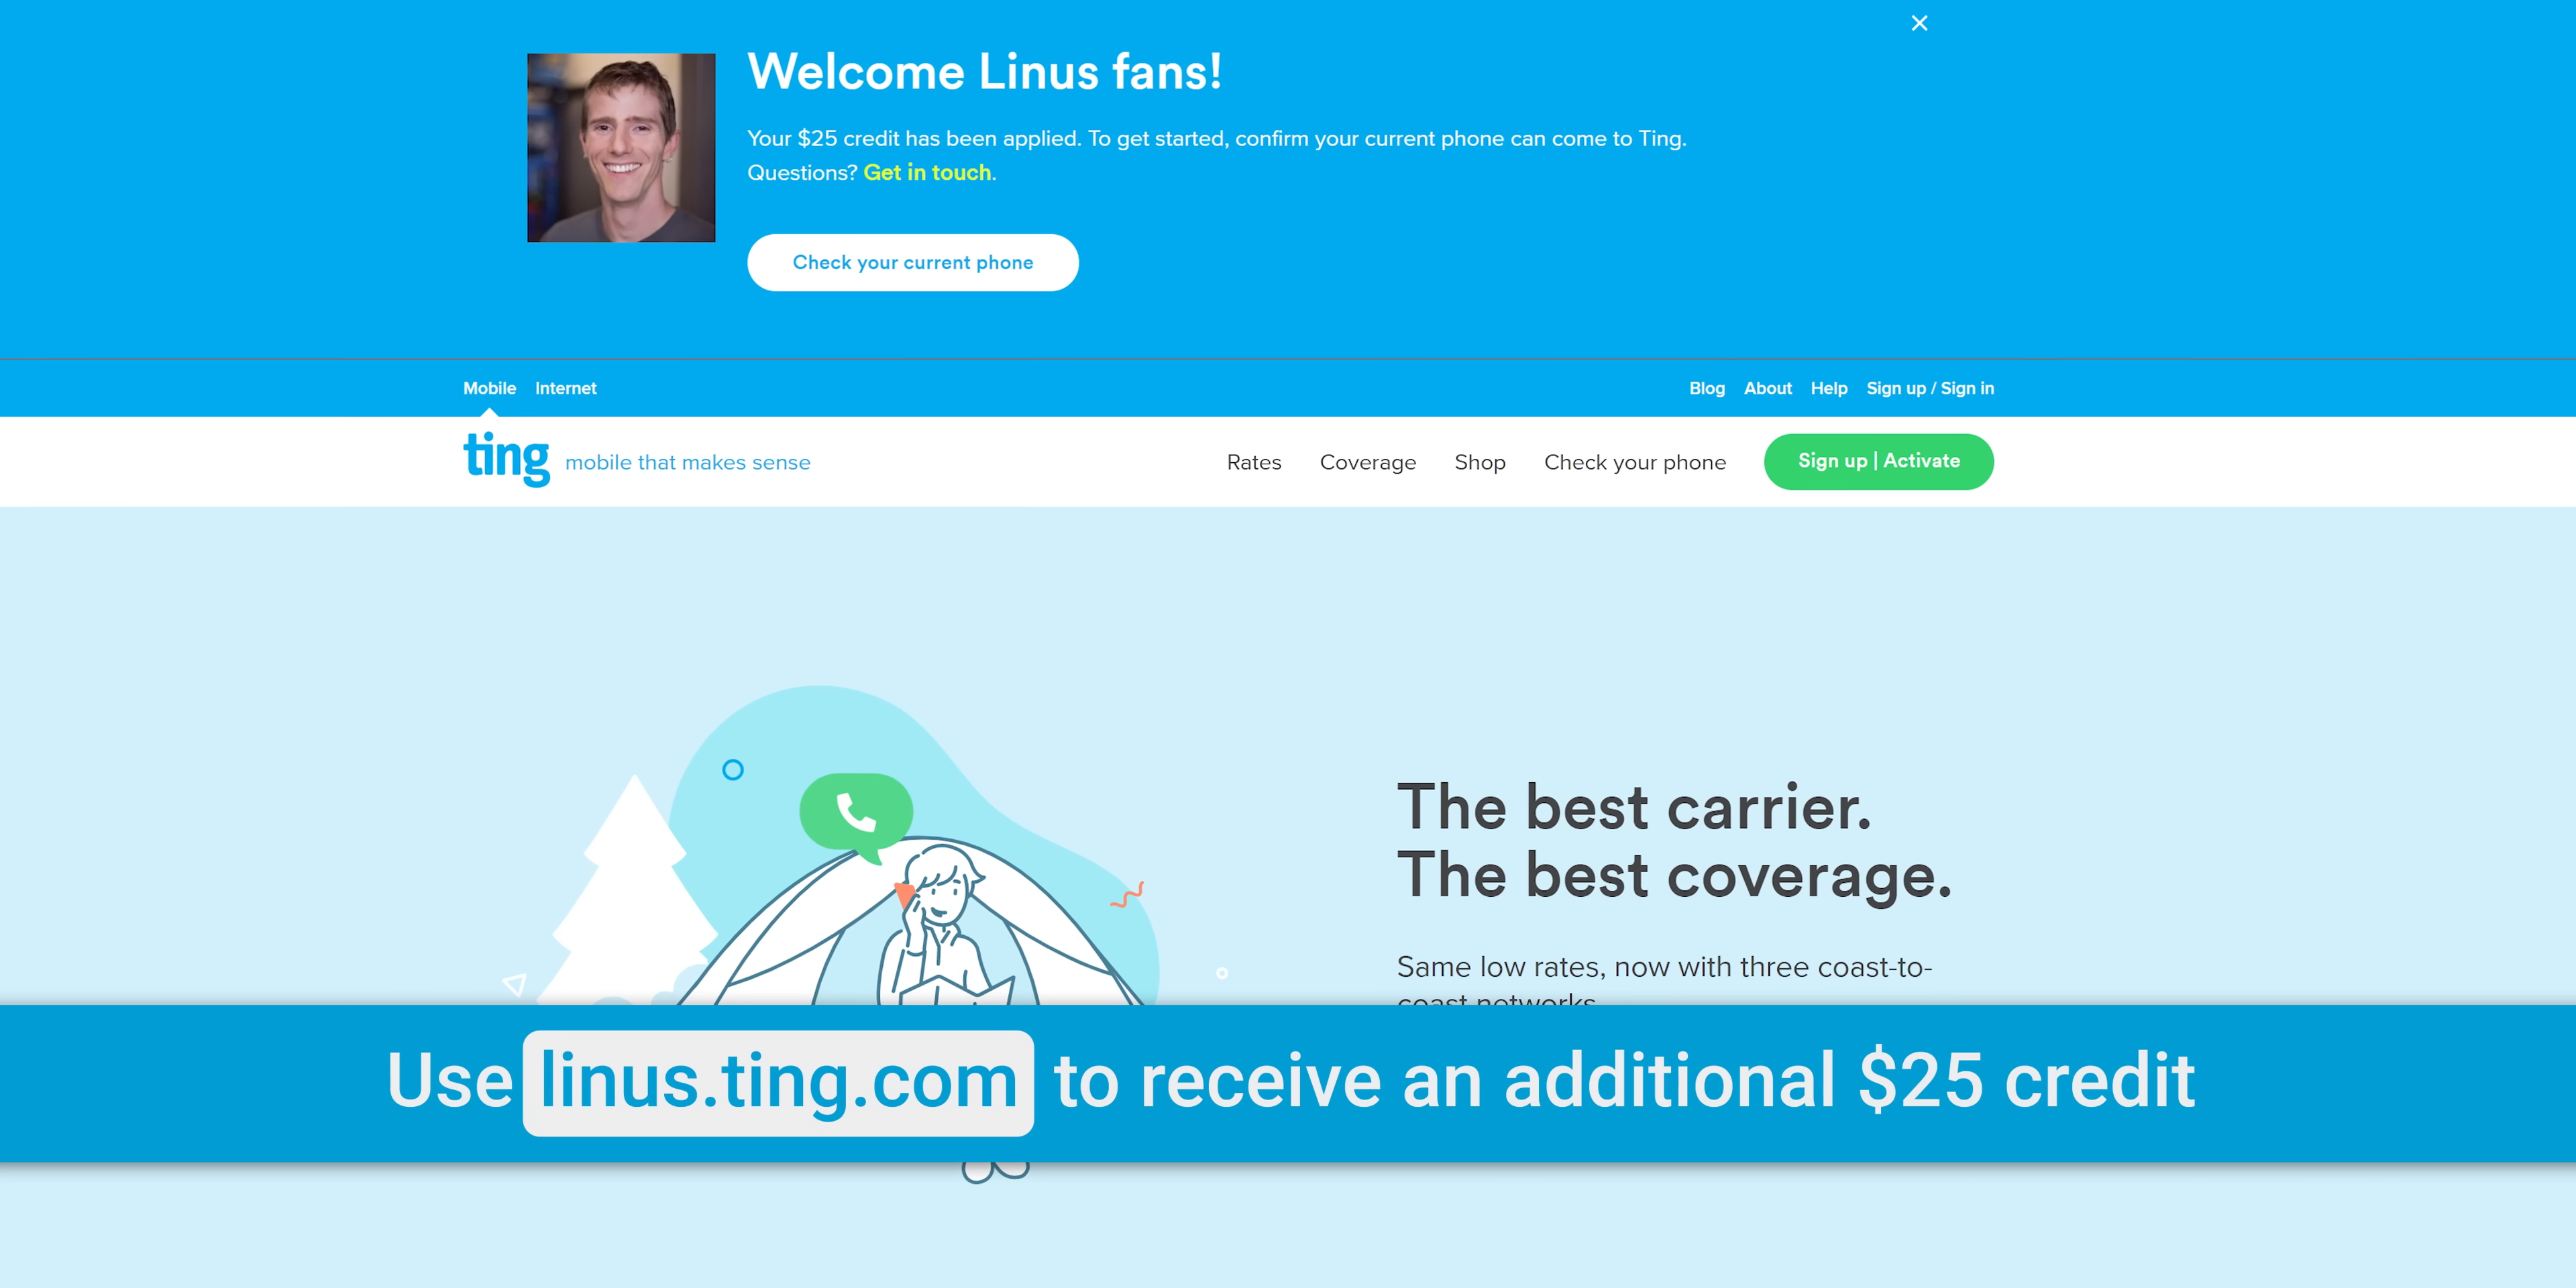 Welcome Linus fans!
Your $25 credit has been applied. To get started, confirm your current phone can come to Ting.
Questions? Get in touch.
Check your current phone
Mobile Internet
Blog About Help Sign up / Sign in
ting mobile that makes sense
Rates Coverage Shop Check your phone Sign up | Activate
The best carrier.
The best coverage.
Same low rates, now with three coast-to-
coast networks
Use linus.ting.com to receive an additional $25 credit